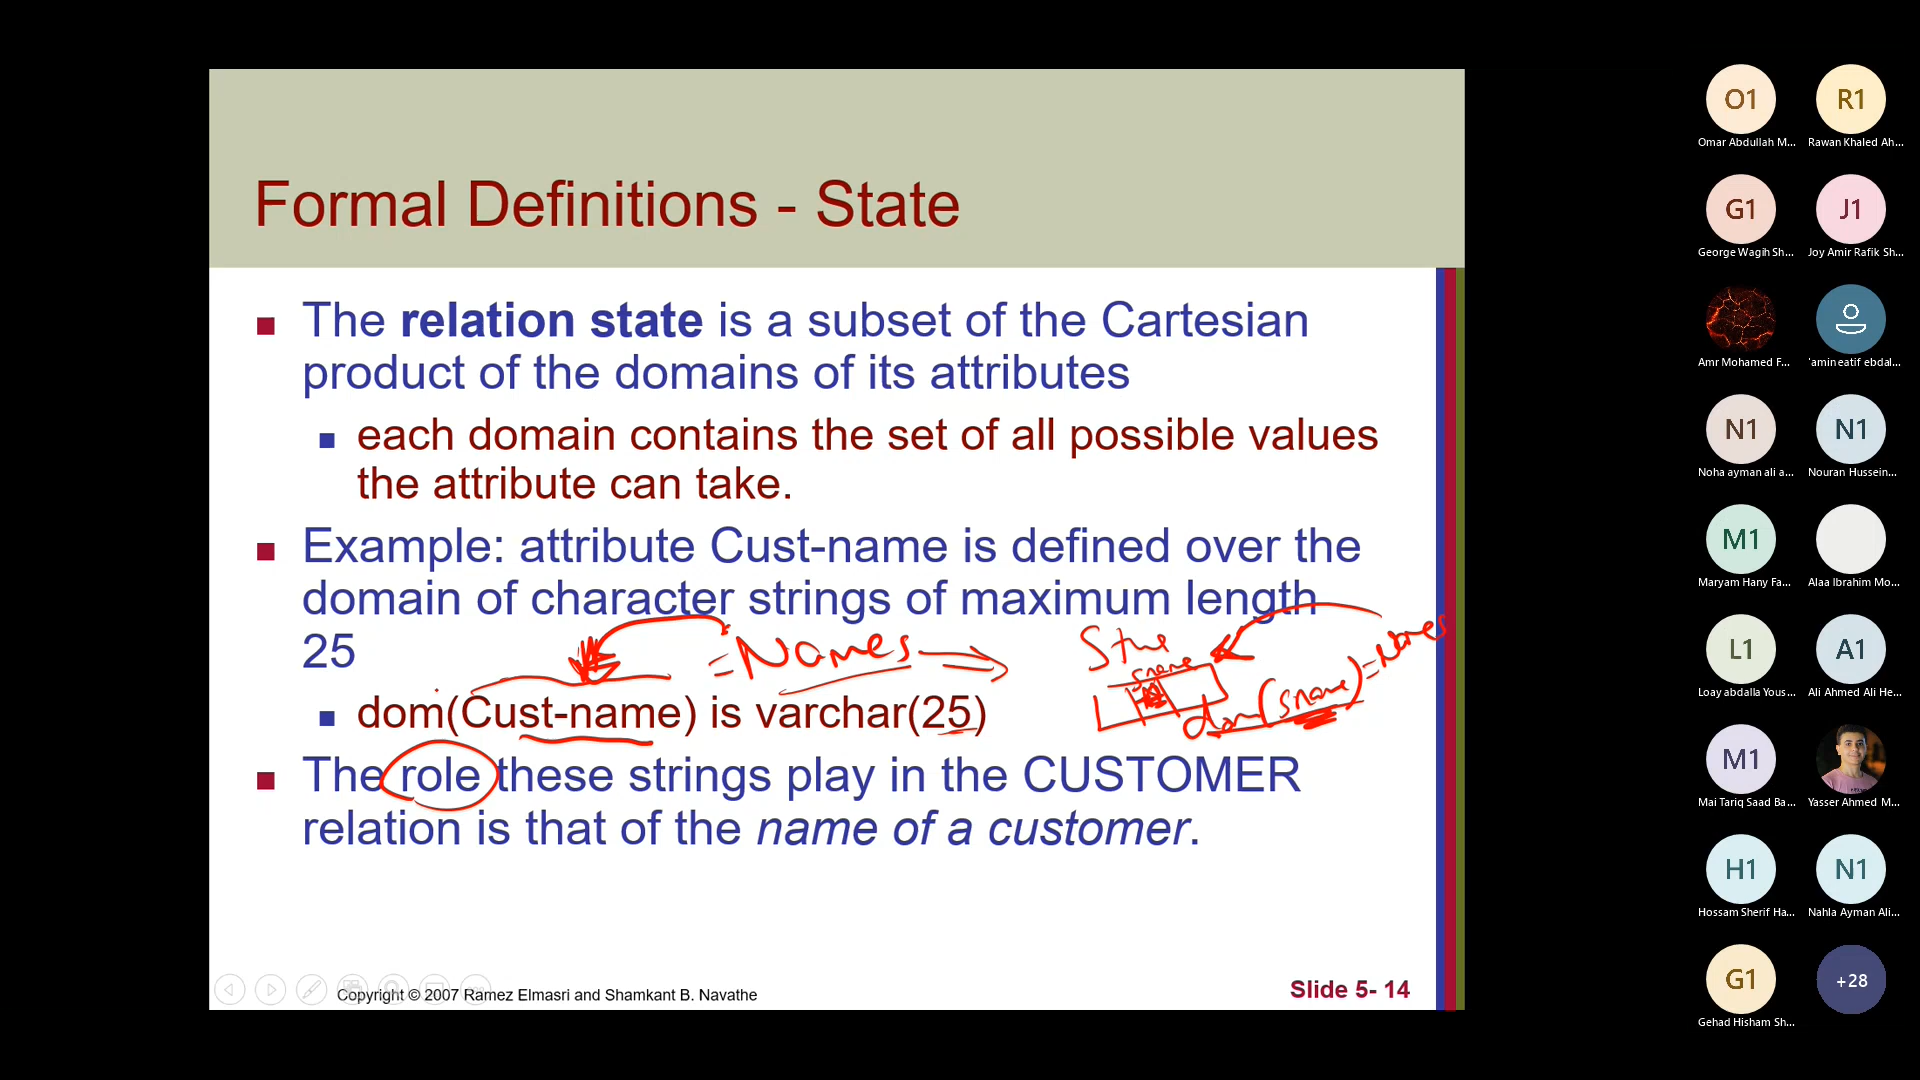 Formal Definitions - State
The relation state is a subset of the Cartesian
product of the domains of its attributes
each domain contains the set of all possible values
the attribute can take.
Example: attribute Cust-name is defined over the
domain of character strings of maximum length
25
= Names
dom(Cust-name) is varchar(25)
sname
dom(sname)=Names
The role these strings play in the CUSTOMER
relation is that of the name of a customer.
Copyright © 2007 Ramez Elmasri and Shamkant B. Navathe
Slide 5- 14
O1
R1
Omar Abdullah M...
Rawan Khaled Ah...
G1
J1
George Wagih Sh...
Joy Amir Rafik Sh...
Amr Mohamed F...
'amin eatif ebdal...
N1
N1
Noha ayman ali a...
Nouran Hussein...
M1
Maryam Hany Fa...
Alaa Ibrahim Mo...
L1
A1
Loay abdalla Yous...
Ali Ahmed Ali He...
M1
Mai Tariq Saad Ba...
Yasser Ahmed M...
H1
N1
Hossam Sherif Ha...
Nahla Ayman Ali...
G1
+28
Gehad Hisham Sh...